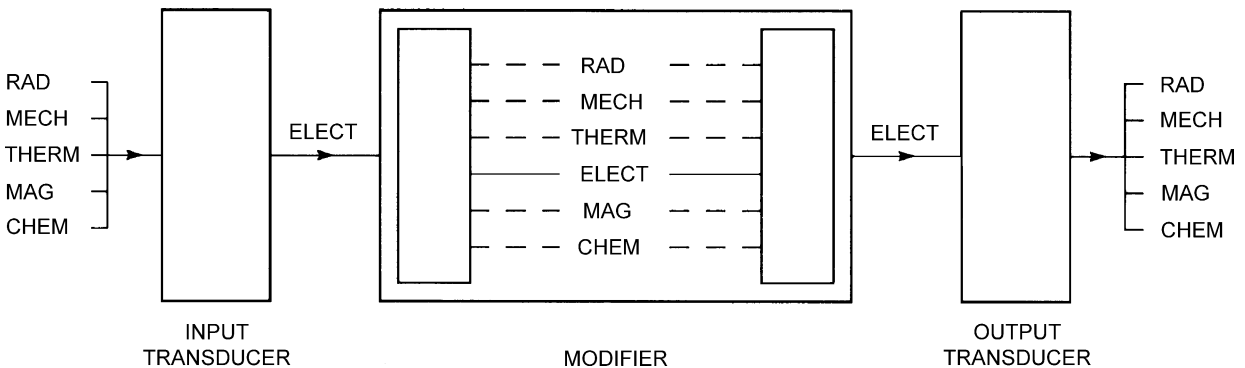 RAD
MECH
THERM
MAG
CHEM
INPUT
TRANSDUCER
ELECT
RAD
MECH
THERM
ELECT
MAG
CHEM
MODIFIER
ELECT
OUTPUT
TRANSDUCER
RAD
MECH
THERM
MAG
CHEM